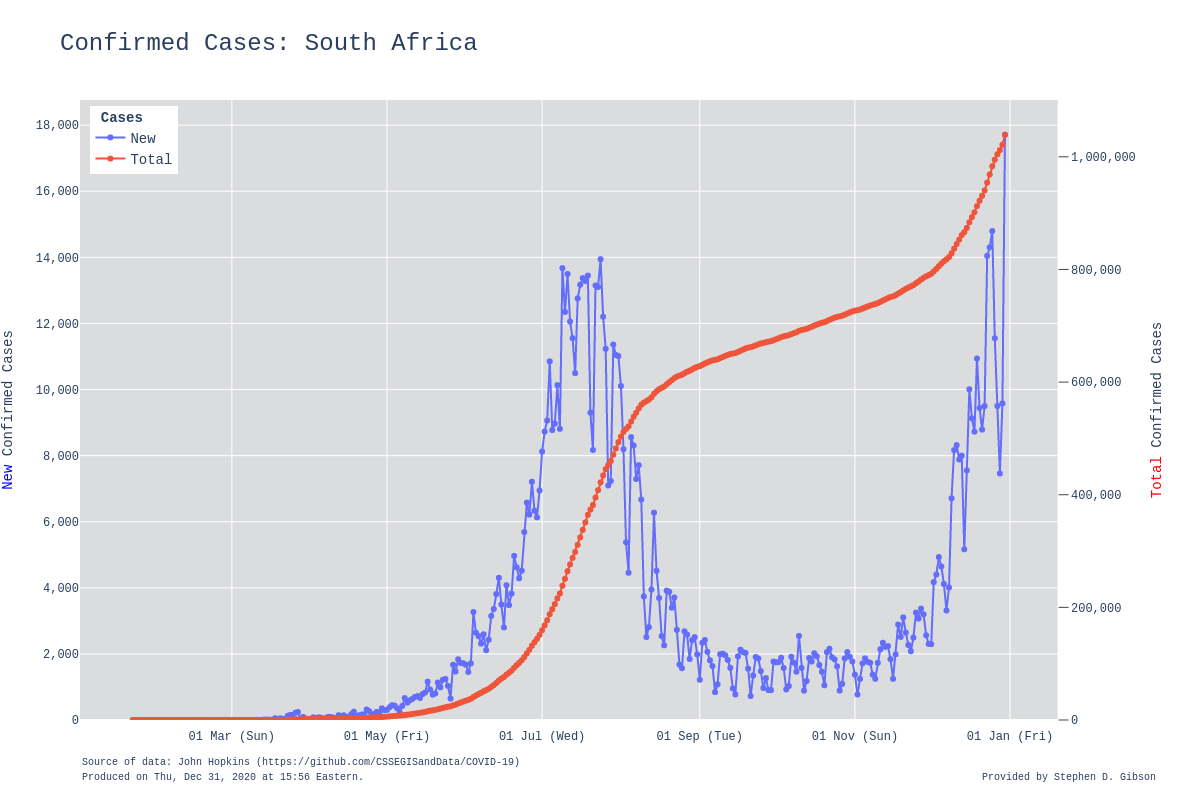 Confirmed Cases: South Africa
Cases
New
Total
18,000
16,000
14,000
12,000
10,000
8,000
6,000
4,000
2,000
0
New Confirmed Cases
1,000,000
800,000
600,000
400,000
200,000
0
Total Confirmed Cases
01 Mar (Sun) 01 May (Fri) 01 Jul (Wed) 01 Sep (Tue) 01 Nov (Sun) 01 Jan (Fri)
Source of data: John Hopkins (https://github.com/CSSEGISandData/COVID-19)
Produced on Thu, Dec 31, 2020 at 15:56 Eastern.
Provided by Stephen D. Gibson